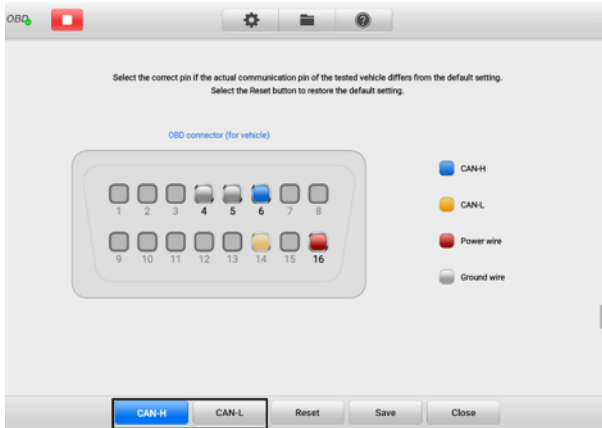 OBD
Select the correct pin if the actual communication pin of the tested vehicle differs from the default setting.
Select the Reset button to restore the default setting.
OBD connector (for vehicle)
1 2 3 4 5 6 7 8
9 10 11 12 13 14 15 16
CAN-H
CAN-L
Power wire
Ground wire
CAN-H CAN-L Reset Save Close